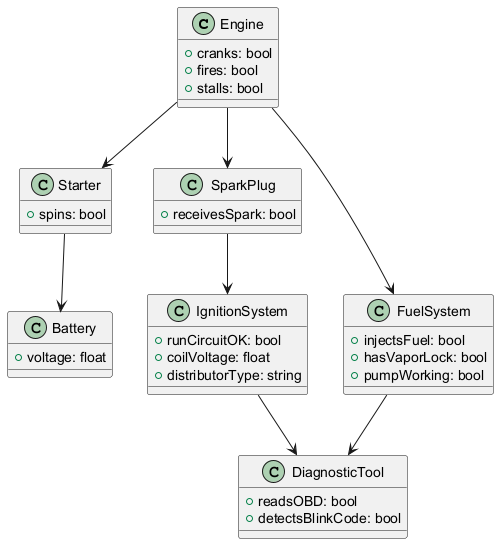 C Engine
cranks: bool
fires: bool
stalls: bool
C Starter
spins: bool
C SparkPlug
receivesSpark: bool
C Battery
voltage: float
C IgnitionSystem
runCircuitOK: bool
coilVoltage: float
distributorType: string
C FuelSystem
injectsFuel: bool
hasVaporLock: bool
pumpWorking: bool
C DiagnosticTool
readsOBD: bool
detectsBlinkCode: bool